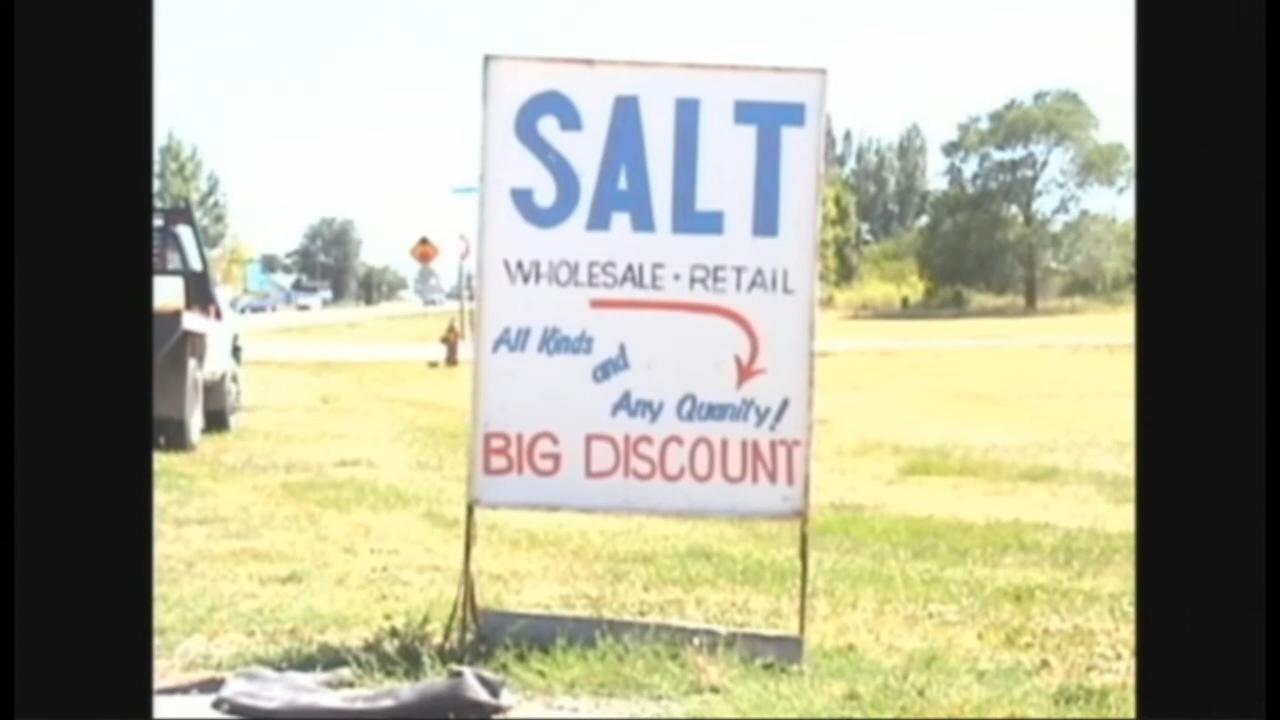 SALT
WHOLESALE • RETAIL
All Kinds
and
Any Quanity!
BIG DISCOUNT